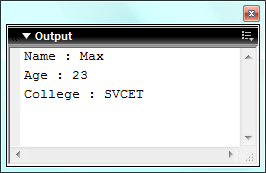 Output
Name : Max
Age : 23
College : SVCET